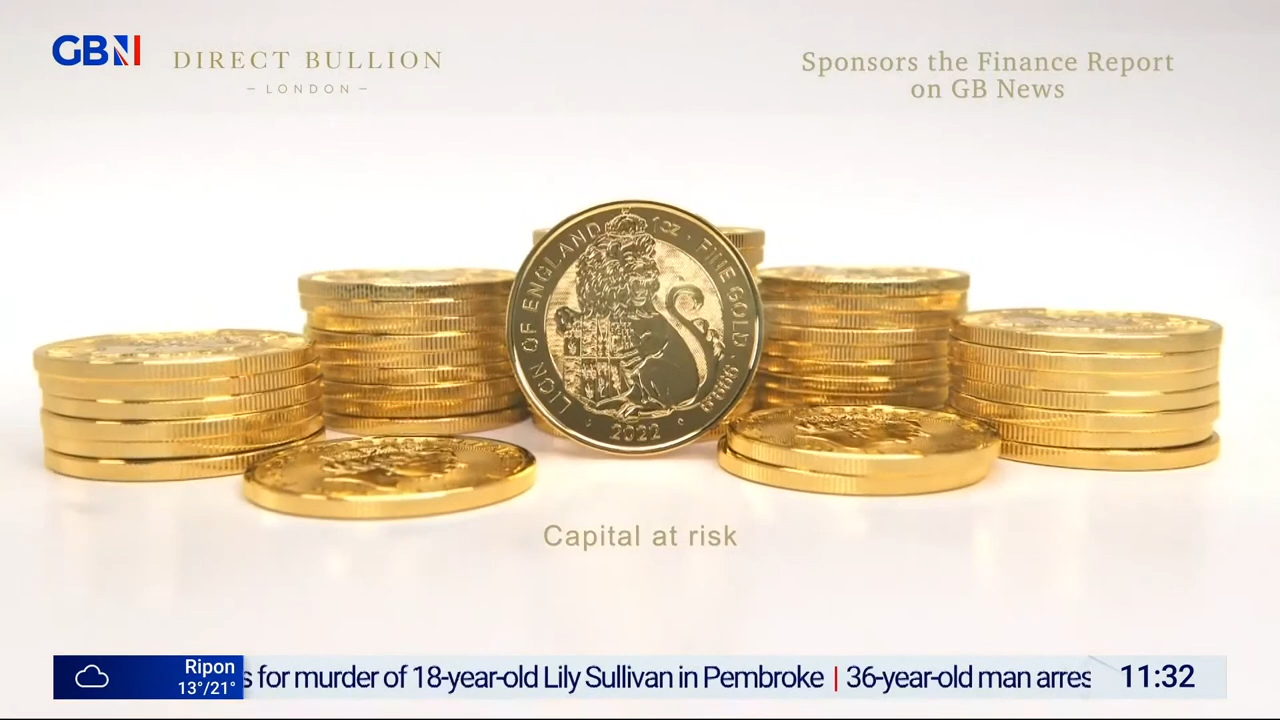 GBN
DIRECT BULLION
– LONDON –
Sponsors the Finance Report
on GB News
LION OF ENGLAND · 1oz · FINE GOLD · 999.9
2022
Capital at risk
Ripon
13°/21°
s for murder of 18-year-old Lily Sullivan in Pembroke | 36-year-old man arres
11:32